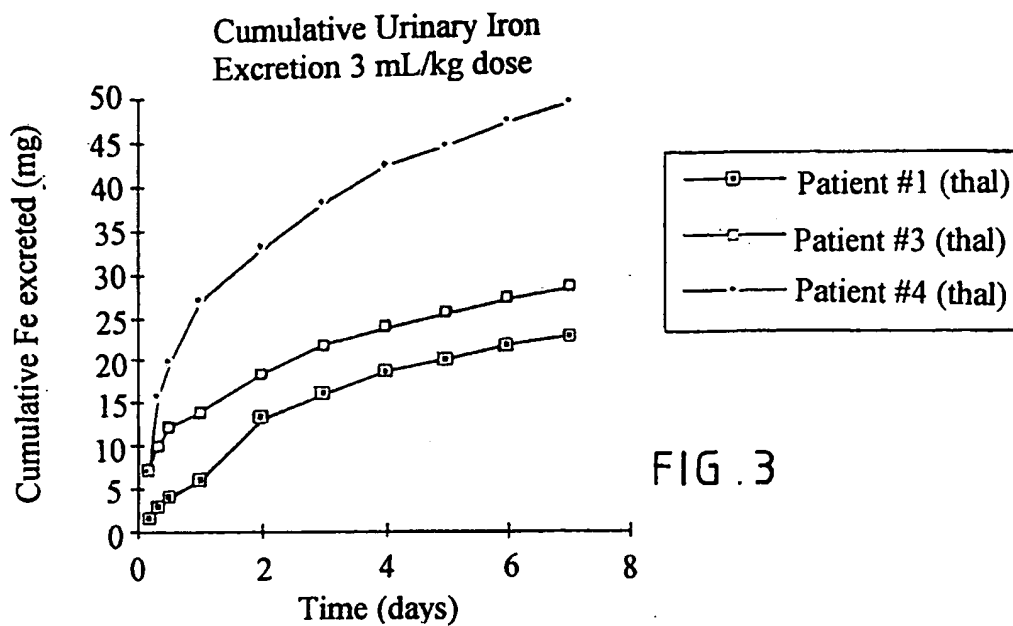 Cumulative Urinary Iron
Excretion 3 mL/kg dose
Cumulative Fe excreted (mg)
50
45
40
35
30
25
20
15
10
5
0
0 2 4 6 8
Time (days)
Patient #1 (thal)
Patient #3 (thal)
Patient #4 (thal)
FIG. 3